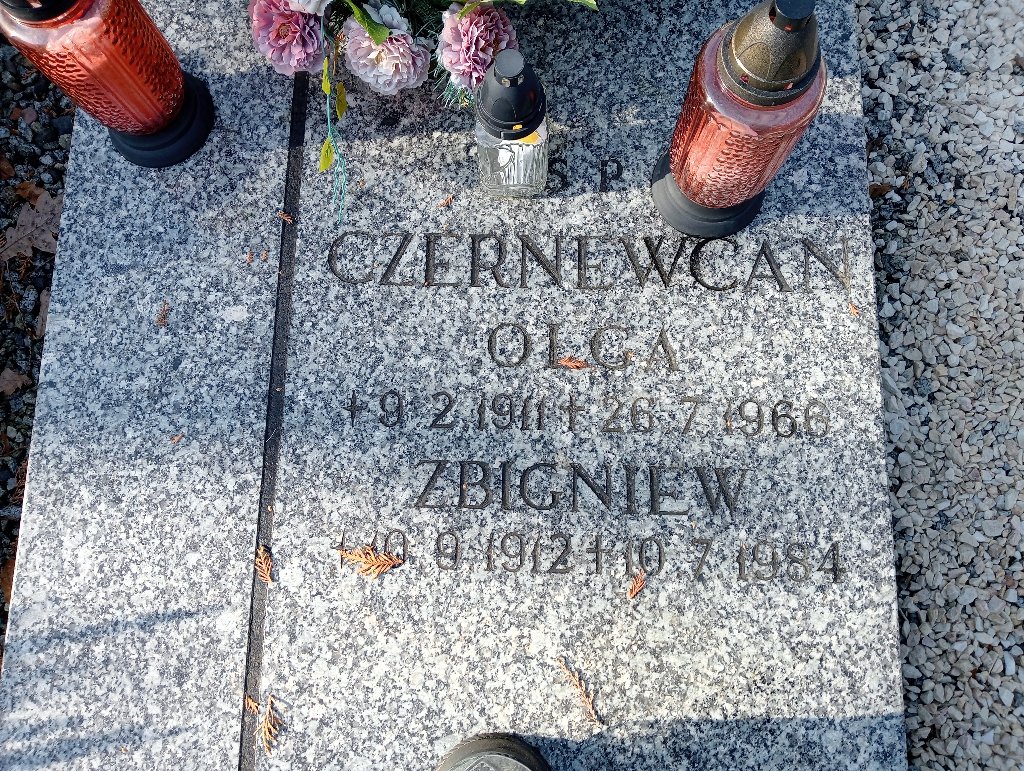 Ś P
CZERNEWCAN
OLGA
+ 9 2 1911 + 26 7 1966
ZBIGNIEW
+ 10 9 1912 + 10 7 1984